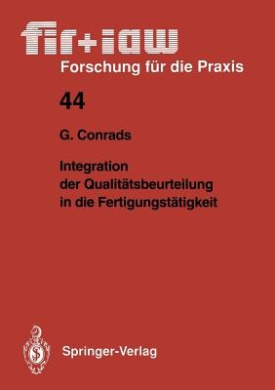 fir+iaw
Forschung für die Praxis
44
G. Conrads
Integration
der Qualitätsbeurteilung
in die Fertigungstätigkeit
Springer-Verlag